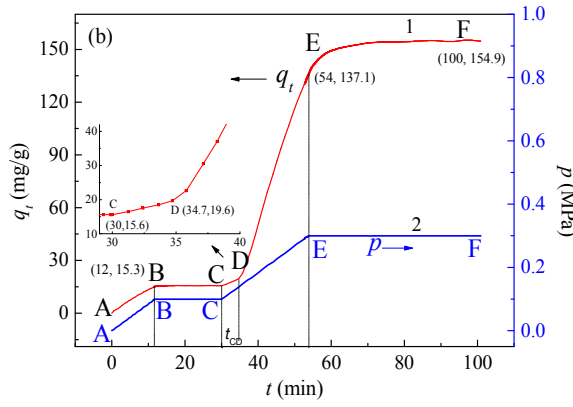 (b)
1
E
F
(100, 154.9)
(54, 137.1)
q_t
C
(30,15.6)
D (34.7,19.6)
40
30
20
10
30
35
40
(12, 15.3)
A
B
C
D
2
p
E
F
A
B
C
t_CD
150
120
90
60
30
0
q_t (mg/g)
1.0
0.8
0.6
0.4
0.2
0.0
p (MPa)
0
20
40
60
80
100
t (min)